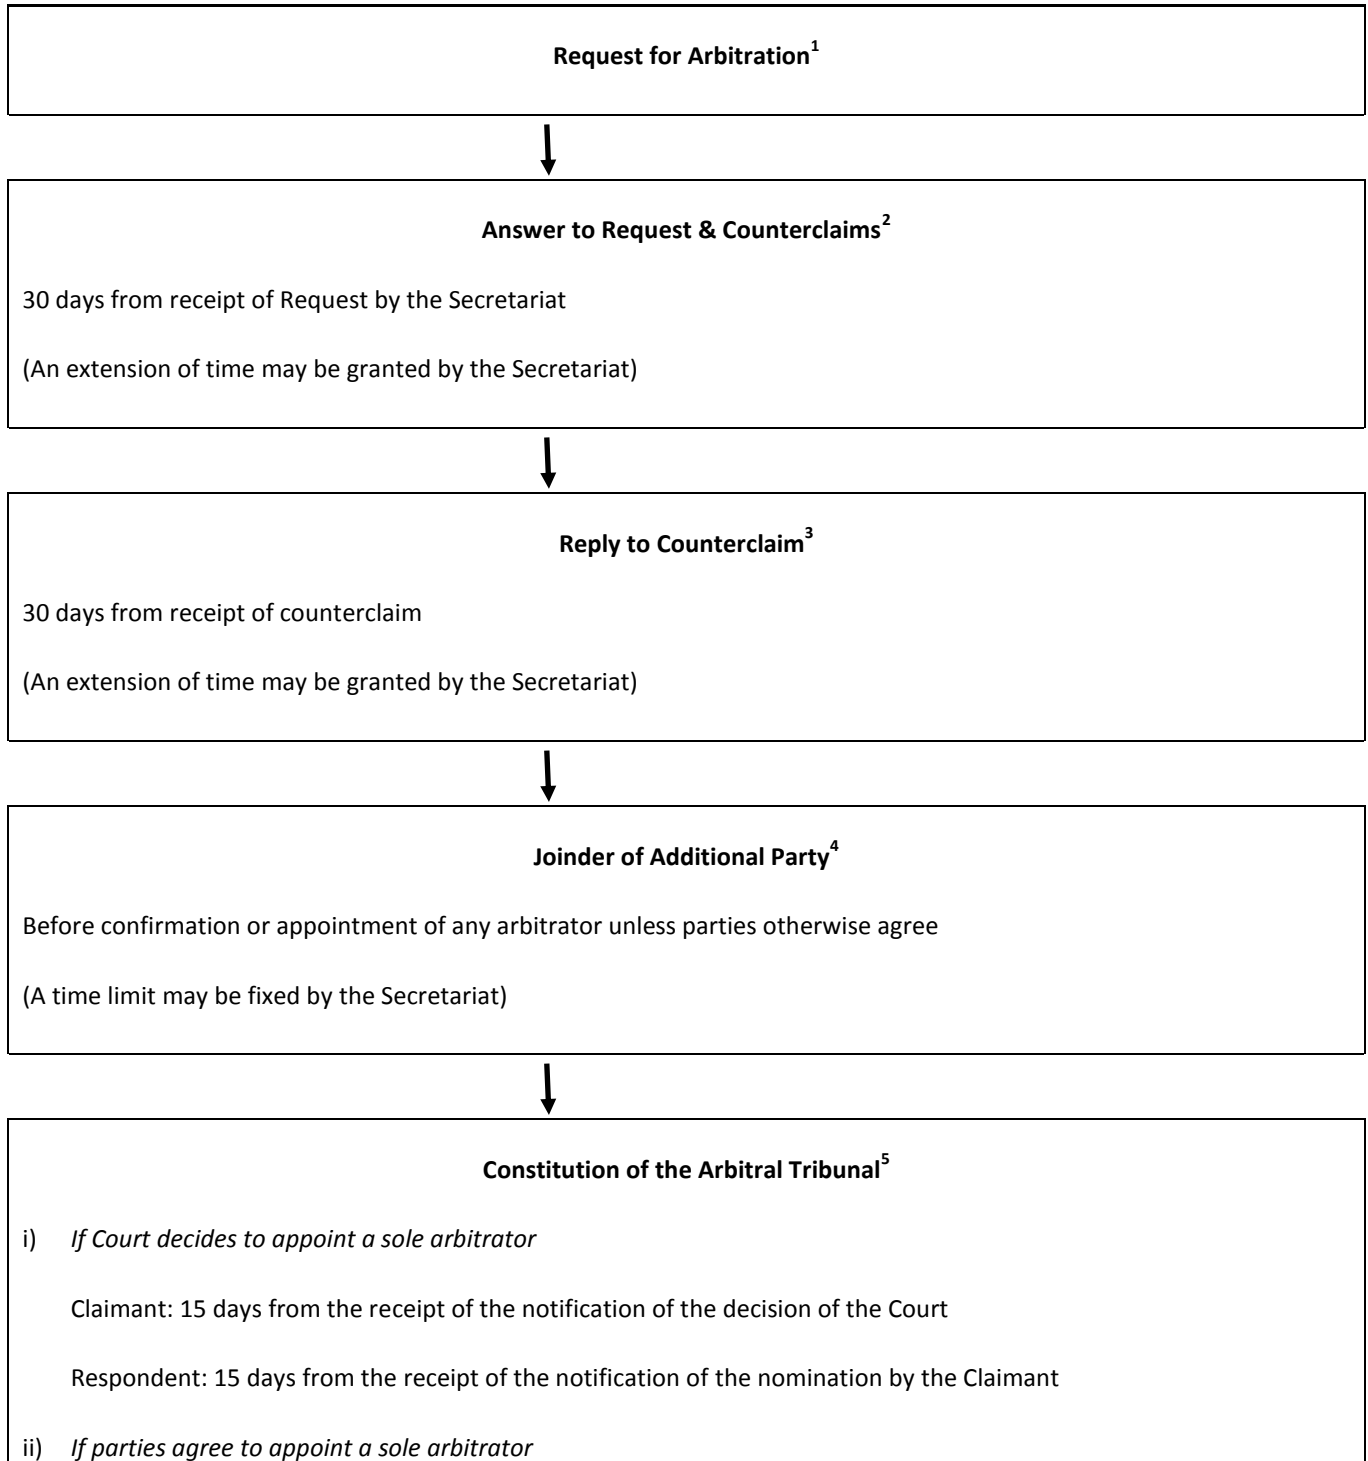 Request for Arbitration1
Answer to Request & Counterclaims2
30 days from receipt of Request by the Secretariat
(An extension of time may be granted by the Secretariat)
Reply to Counterclaim3
30 days from receipt of counterclaim
(An extension of time may be granted by the Secretariat)
Joinder of Additional Party4
Before confirmation or appointment of any arbitrator unless parties otherwise agree
(A time limit may be fixed by the Secretariat)
Constitution of the Arbitral Tribunal5
i) If Court decides to appoint a sole arbitrator
Claimant: 15 days from the receipt of the notification of the decision of the Court
Respondent: 15 days from the receipt of the notification of the nomination by the Claimant
ii) If parties agree to appoint a sole arbitrator